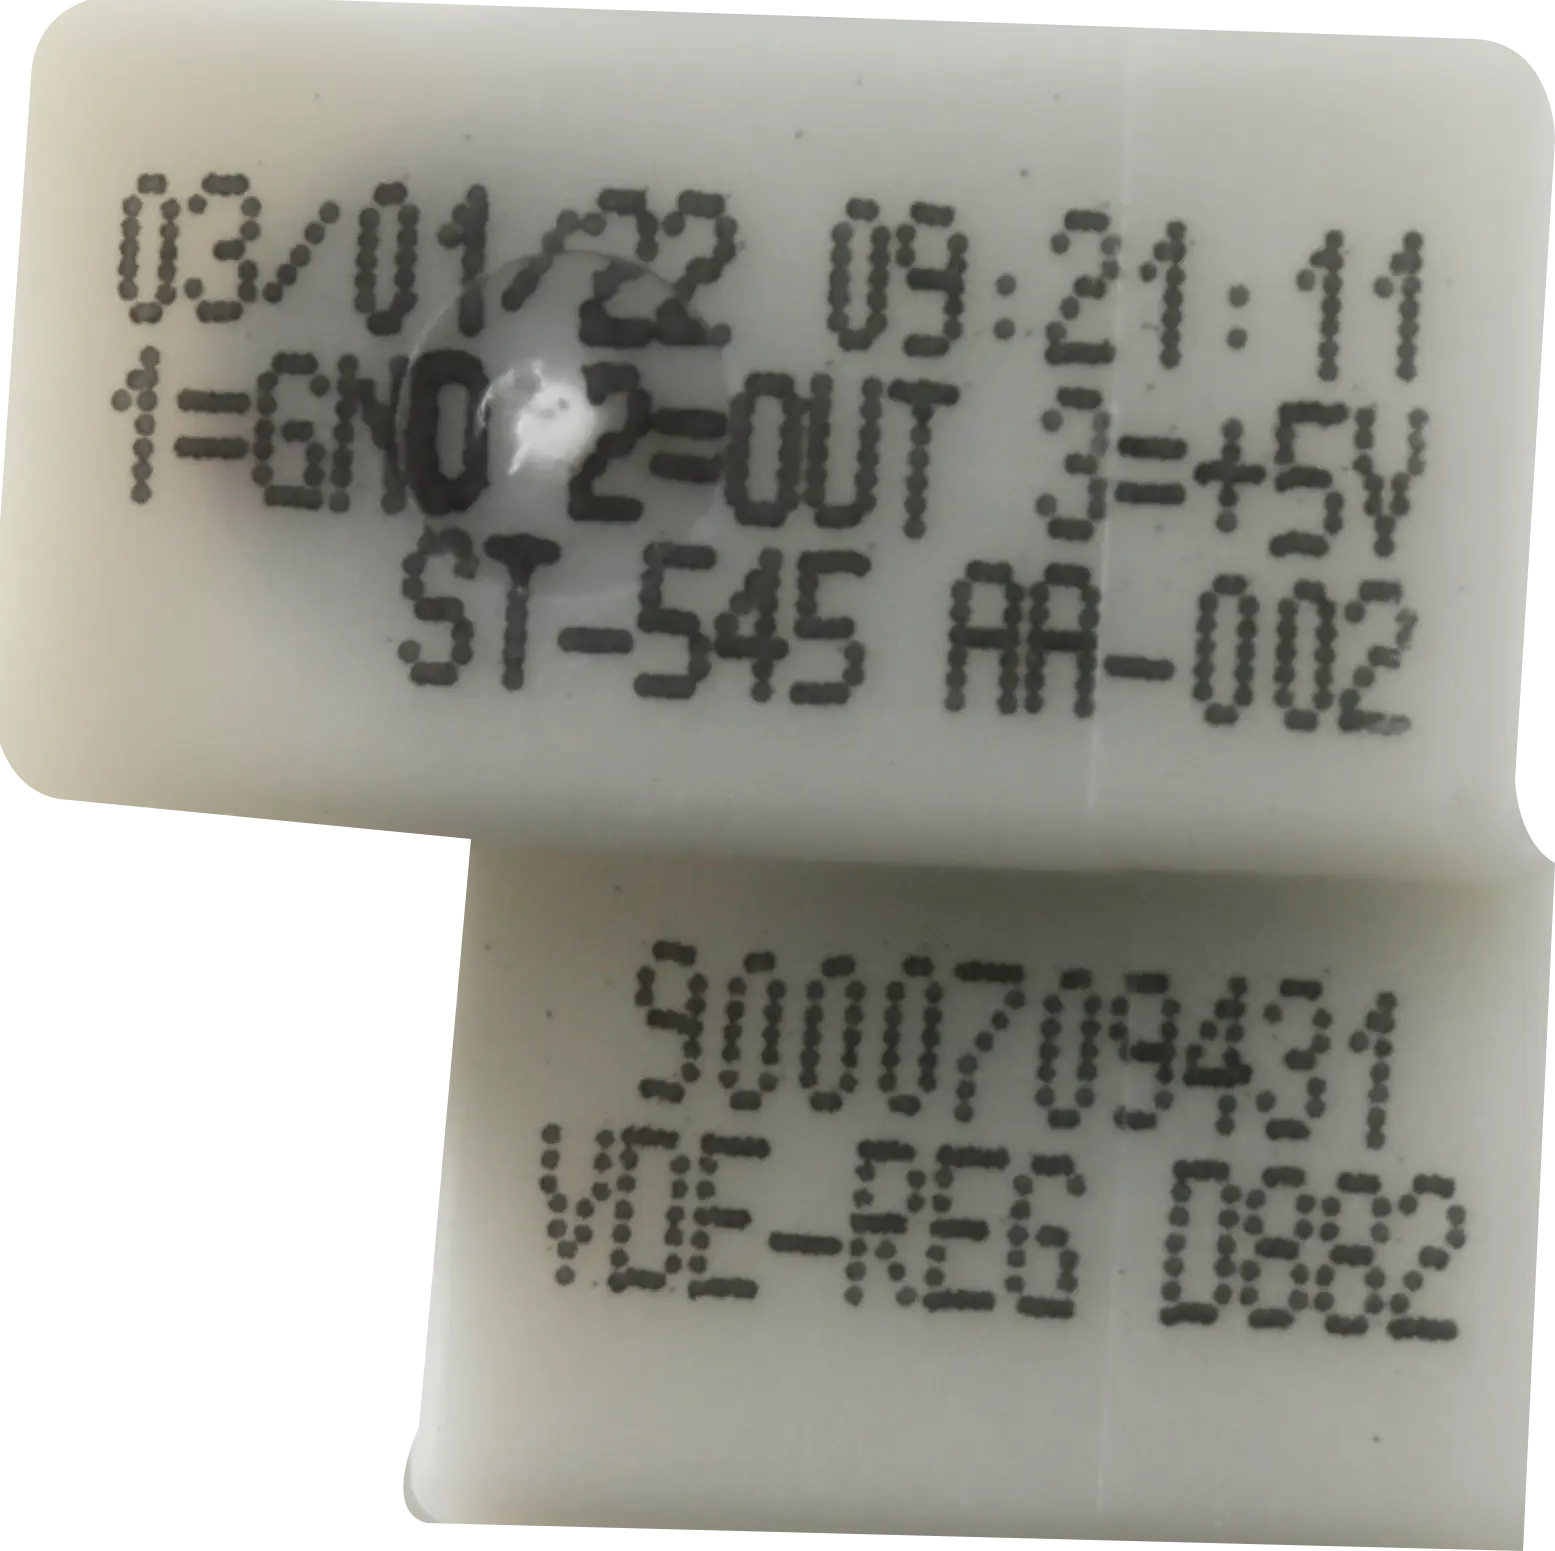 03/01/22 09:21:11
1=GND 2=OUT 3=+5V
ST-545 AA-002
9000709431
VDE-REG D882